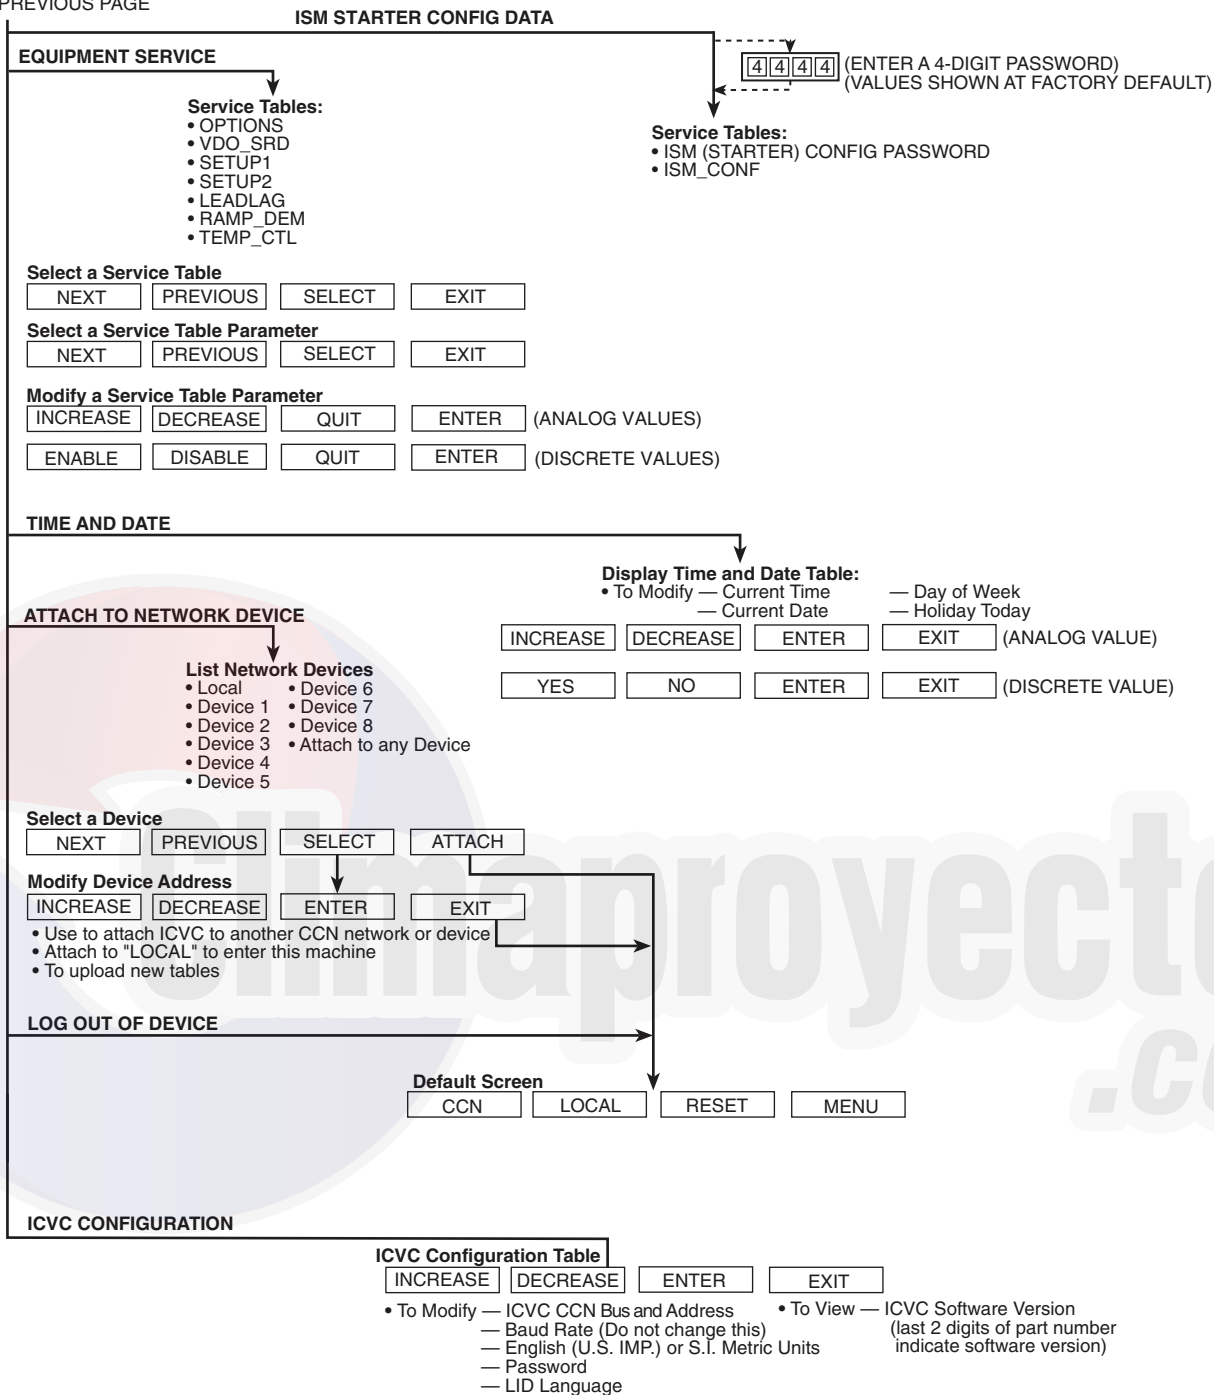 PREVIOUS PAGE
ISM STARTER CONFIG DATA
EQUIPMENT SERVICE
4 4 4 4 (ENTER A 4-DIGIT PASSWORD)
(VALUES SHOWN AT FACTORY DEFAULT)
Service Tables:
• OPTIONS
• VDO_SRD
• SETUP1
• SETUP2
• LEADLAG
• RAMP_DEM
• TEMP_CTL
Service Tables:
• ISM (STARTER) CONFIG PASSWORD
• ISM_CONF
Select a Service Table
NEXT PREVIOUS SELECT EXIT
Select a Service Table Parameter
NEXT PREVIOUS SELECT EXIT
Modify a Service Table Parameter
INCREASE DECREASE QUIT ENTER (ANALOG VALUES)
ENABLE DISABLE QUIT ENTER (DISCRETE VALUES)
TIME AND DATE
Display Time and Date Table:
• To Modify — Current Time — Day of Week
— Current Date — Holiday Today
INCREASE DECREASE ENTER EXIT (ANALOG VALUE)
YES NO ENTER EXIT (DISCRETE VALUE)
ATTACH TO NETWORK DEVICE
List Network Devices
• Local • Device 6
• Device 1 • Device 7
• Device 2 • Device 8
• Device 3 • Attach to any Device
• Device 4
• Device 5
Select a Device
NEXT PREVIOUS SELECT ATTACH
Modify Device Address
INCREASE DECREASE ENTER EXIT
• Use to attach ICVC to another CCN network or device
• Attach to "LOCAL" to enter this machine
• To upload new tables
LOG OUT OF DEVICE
Default Screen
CCN LOCAL RESET MENU
ICVC CONFIGURATION
ICVC Configuration Table
INCREASE DECREASE ENTER EXIT
• To Modify — ICVC CCN Bus and Address • To View — ICVC Software Version
— Baud Rate (Do not change this) (last 2 digits of part number
— English (U.S. IMP.) or S.I. Metric Units indicate software version)
— Password
— LID Language
Climaproyect
.co